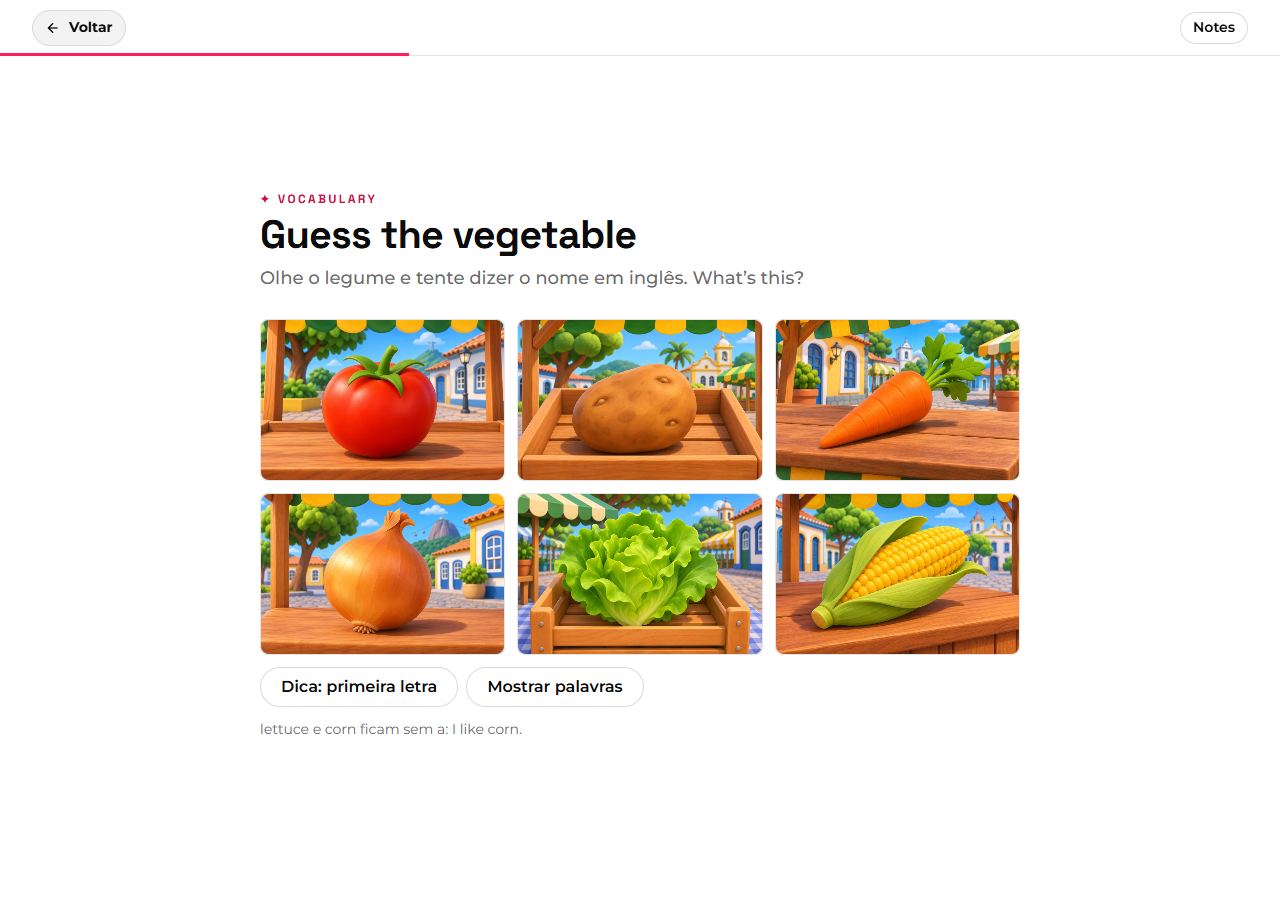 Voltar
Notes
✦ VOCABULARY
Guess the vegetable
Olhe o legume e tente dizer o nome em inglês. What’s this?
Dica: primeira letra
Mostrar palavras
lettuce e corn ficam sem a: I like corn.